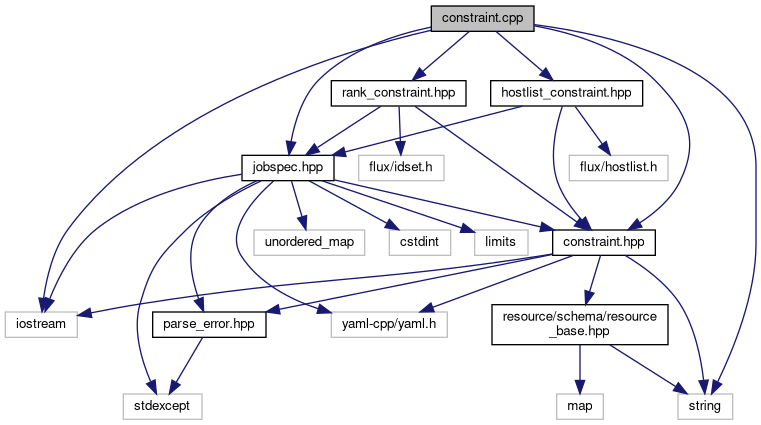 constraint.cpp
rank_constraint.hpp
hostlist_constraint.hpp
jobspec.hpp
flux/idset.h
flux/hostlist.h
unordered_map
cstdint
limits
constraint.hpp
iostream
parse_error.hpp
yaml-cpp/yaml.h
resource/schema/resource
_base.hpp
stdexcept
map
string